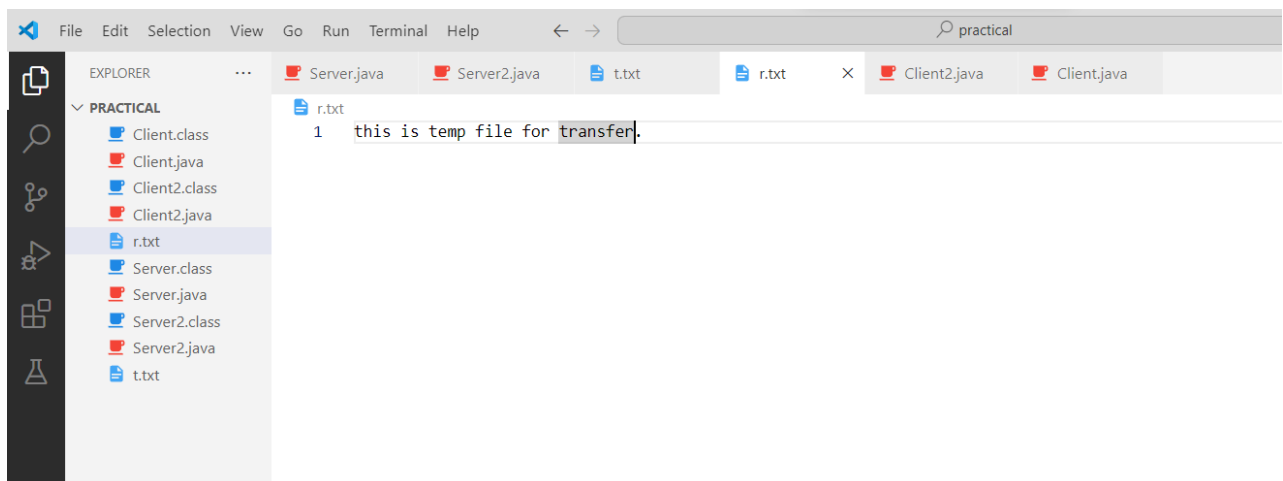 File Edit Selection View Go Run Terminal Help practical
EXPLORER ... Server.java Server2.java t.txt r.txt Client2.java Client.java
PRACTICAL
r.txt
1 this is temp file for transfer.
Client.class
Client.java
Client2.class
Client2.java
r.txt
Server.class
Server.java
Server2.class
Server2.java
t.txt